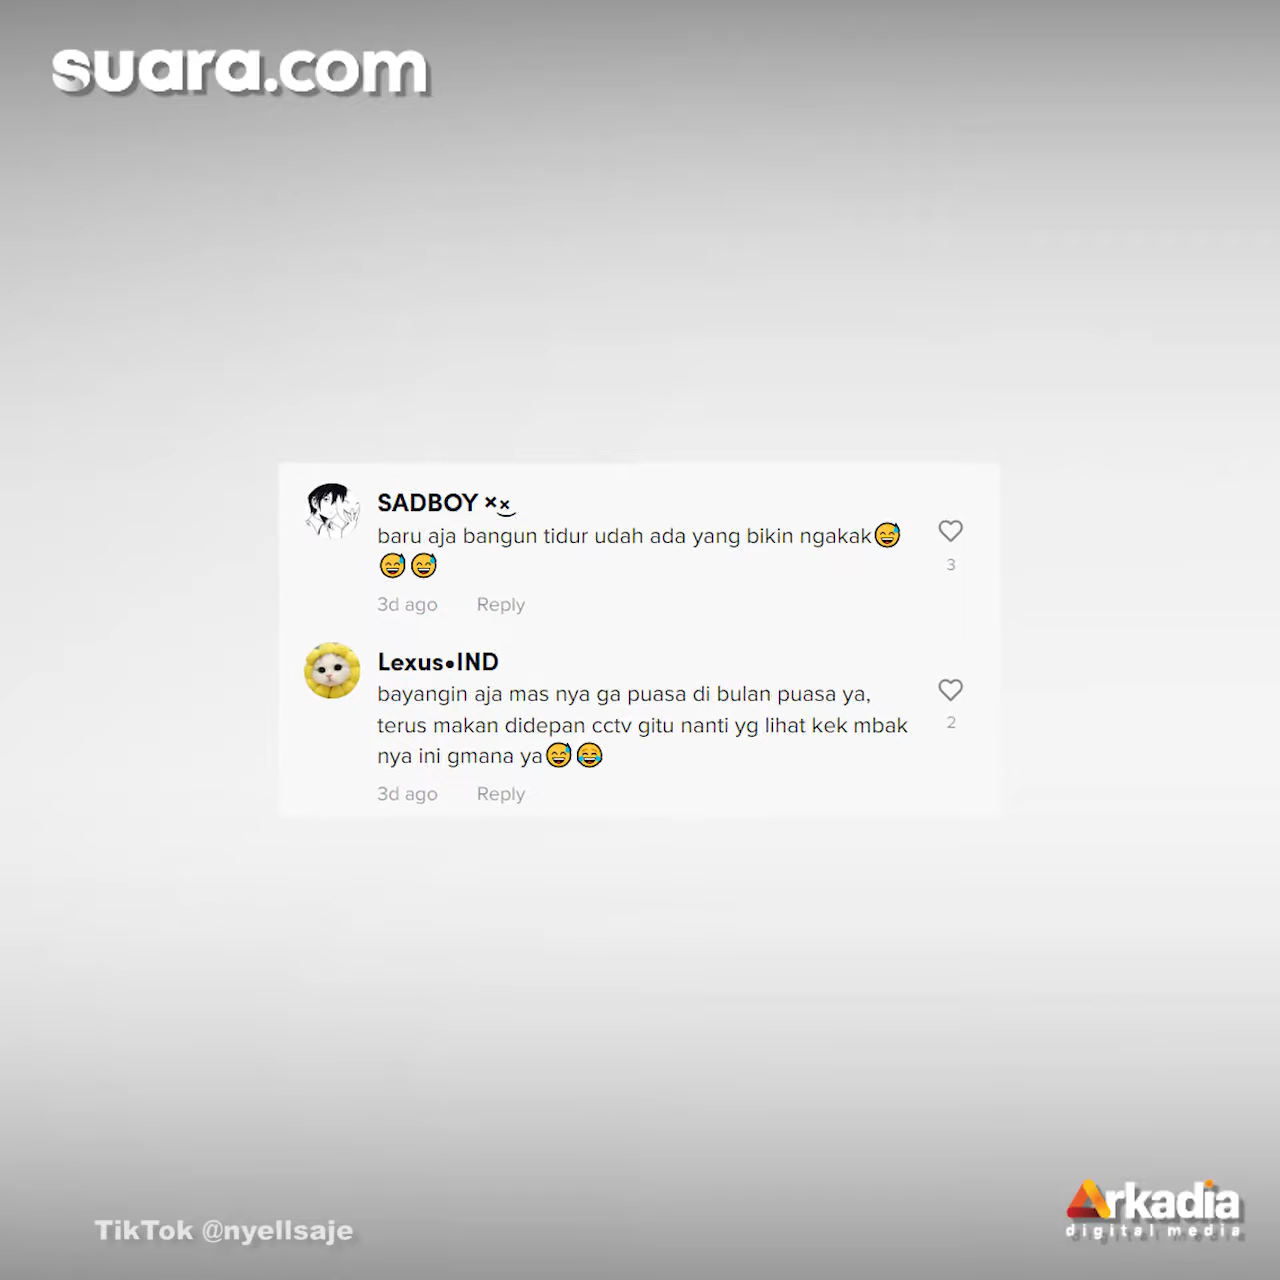 suara.com
SADBOY ×͜×
baru aja bangun tidur udah ada yang bikin ngakak😅
😅😅
3
3d ago Reply
Lexus•IND
bayangin aja mas nya ga puasa di bulan puasa ya,
terus makan didepan cctv gitu nanti yg lihat kek mbak
nya ini gmana ya😅😂
2
3d ago Reply
TikTok @nyellsaje
Arkadia
digital media